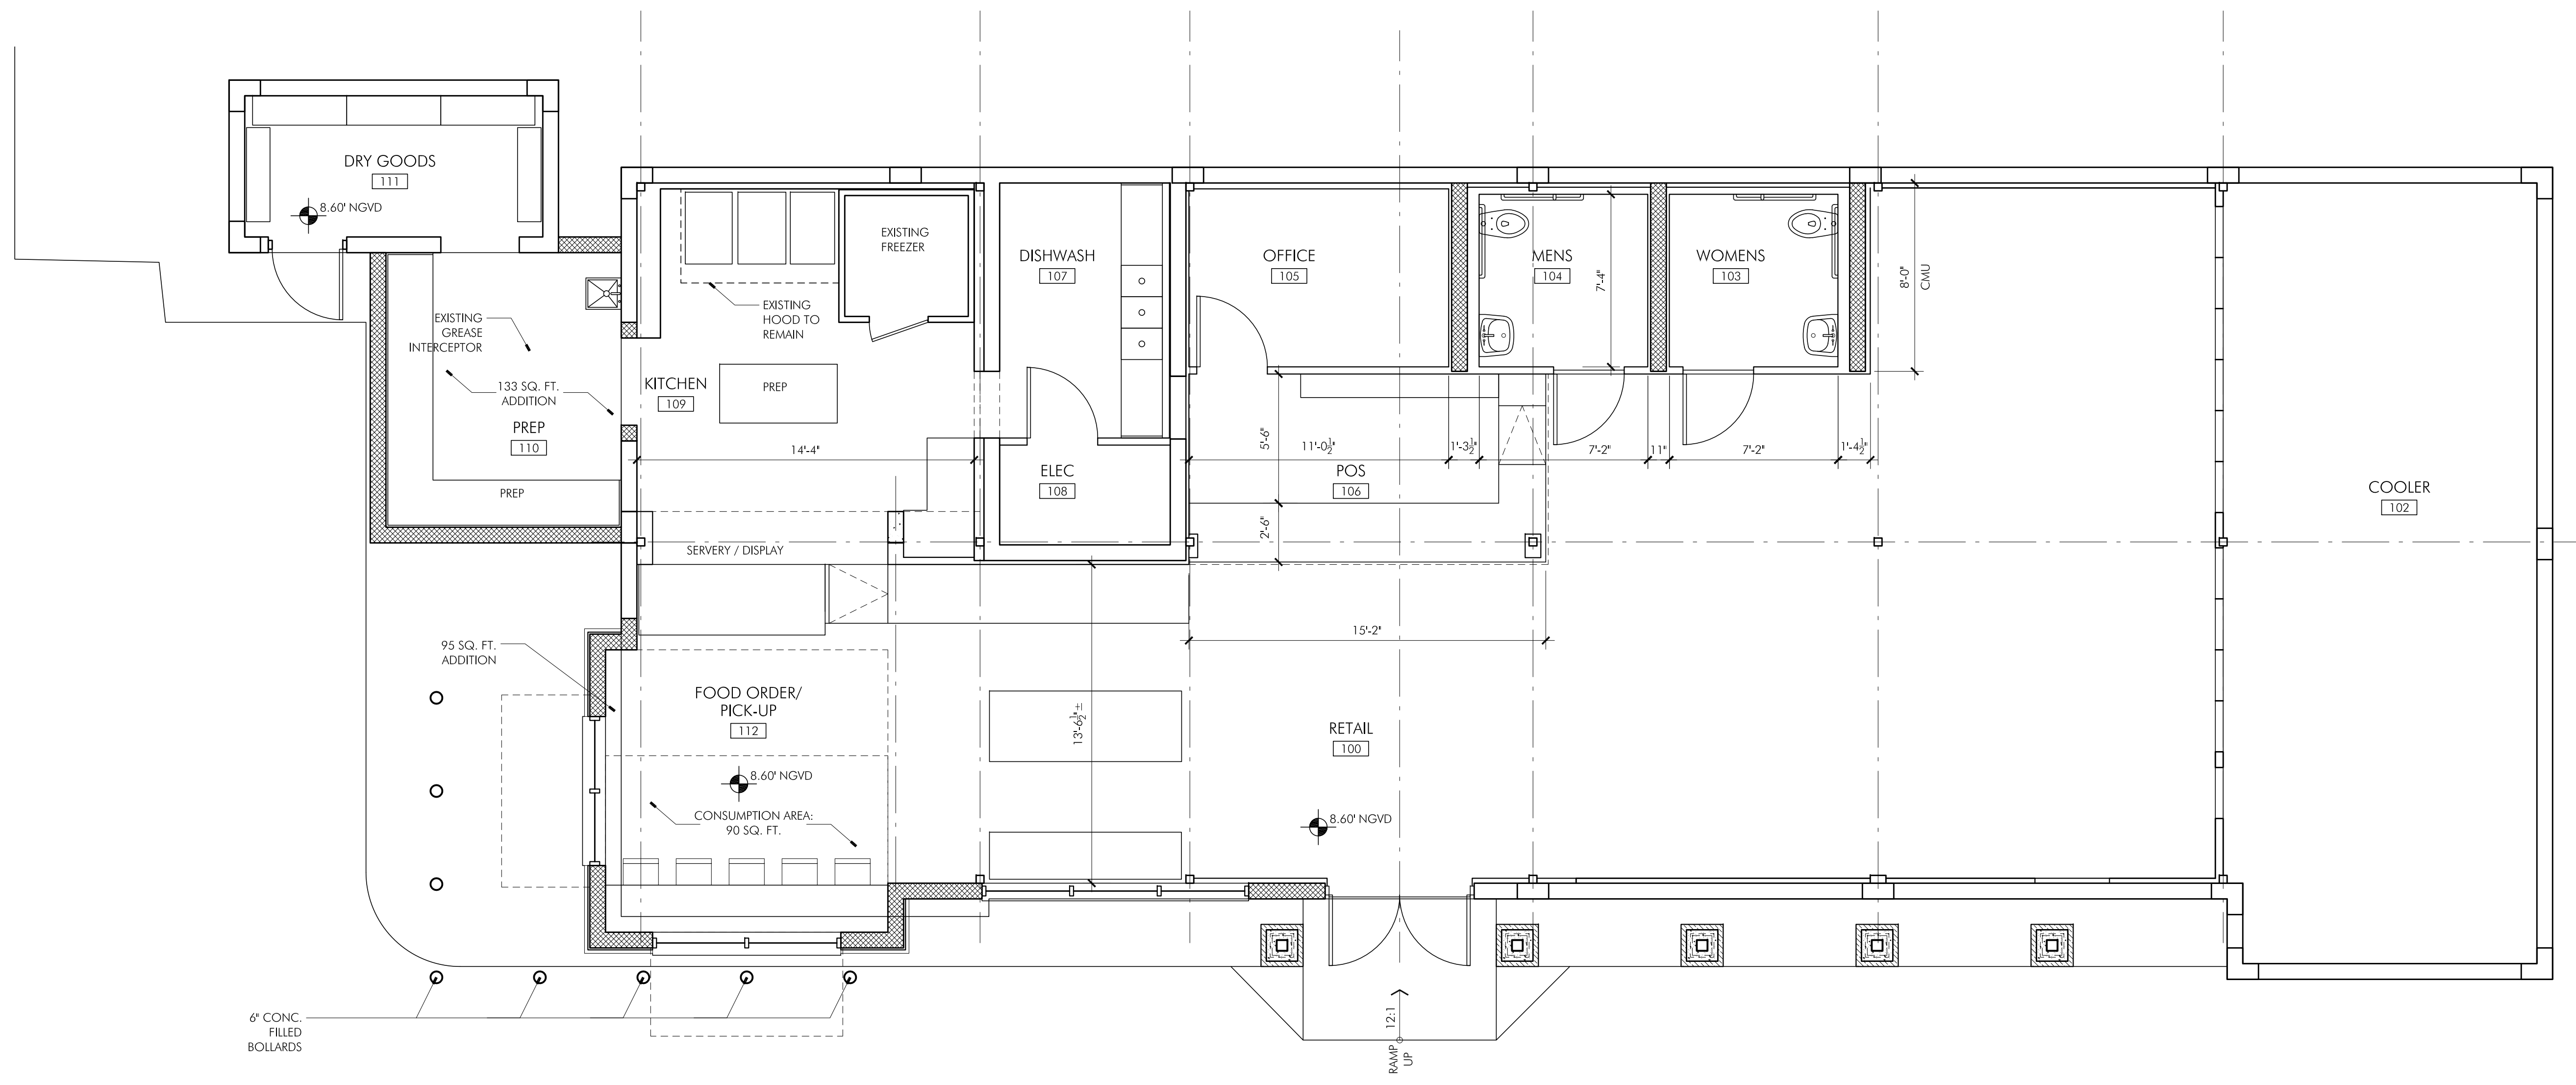 DRY GOODS
111
8.60' NGVD
EXISTING
GREASE
INTERCEPTOR
133 SQ. FT.
ADDITION
PREP
110
PREP
KITCHEN
109
EXISTING
HOOD TO
REMAIN
PREP
EXISTING
FREEZER
14'-4"
SERVERY / DISPLAY
DISHWASH
107
ELEC
108
OFFICE
105
MENS
104
7'-4"
WOMENS
103
8'-0"
CMU
5'-6"
11'-0½"
1'-3½"
7'-2"
11"
7'-2"
1'-4½"
POS
106
2'-6"
15'-2"
COOLER
102
95 SQ. FT.
ADDITION
FOOD ORDER/
PICK-UP
112
8.60' NGVD
CONSUMPTION AREA:
90 SQ. FT.
13'-6½" ±
RETAIL
100
8.60' NGVD
6" CONC.
FILLED
BOLLARDS
12:1
RAMP
UP